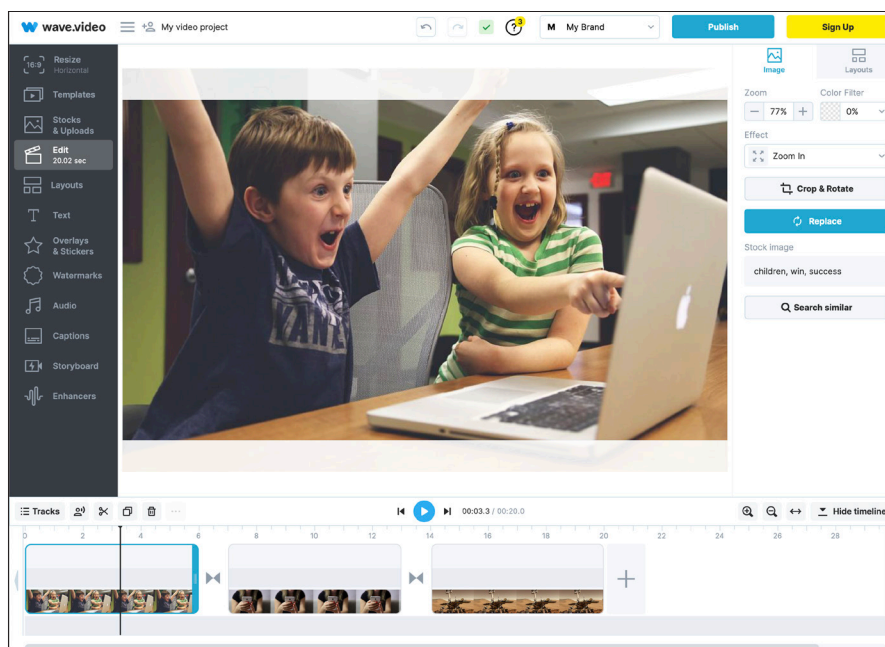 wave.video
My video project
3
M My Brand
Publish
Sign Up
16:9
Resize
Horizontal
Templates
Stocks
& Uploads
Edit
20.02 sec
Layouts
Text
Overlays
& Stickers
Watermarks
Audio
Captions
Storyboard
Enhancers
Image
Layouts
Zoom
Color Filter
77%
0%
Effect
Zoom In
Crop & Rotate
Replace
Stock image
children, win, success
Search similar
Tracks
00:03.3 / 00:20.0
Hide timeline
0 2 4 6 8 10 12 14 16 18 20 22 24 26 28